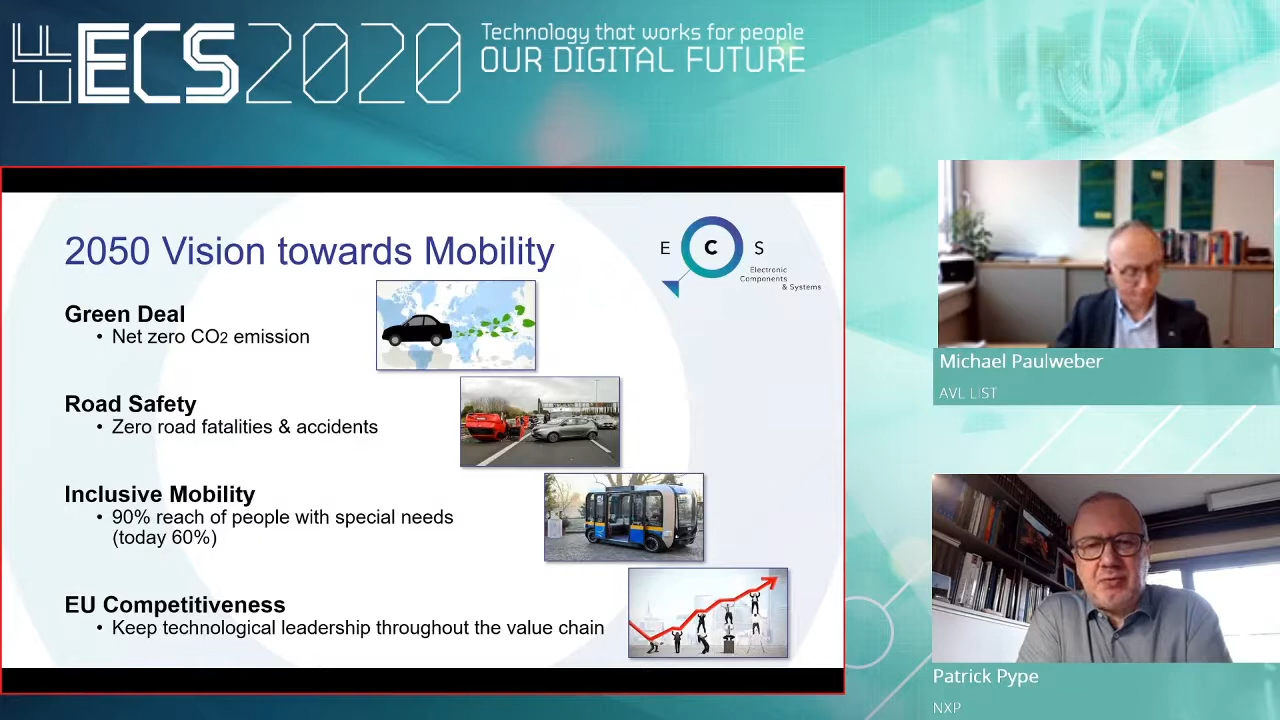 EFECS2020
Technology that works for people
OUR DIGITAL FUTURE
2050 Vision towards Mobility
E C S
Electronic
Components
& Systems
Green Deal
• Net zero CO2 emission
Road Safety
• Zero road fatalities & accidents
Inclusive Mobility
• 90% reach of people with special needs
(today 60%)
EU Competitiveness
• Keep technological leadership throughout the value chain
Michael Paulweber
AVL LIST
Patrick Pype
NXP